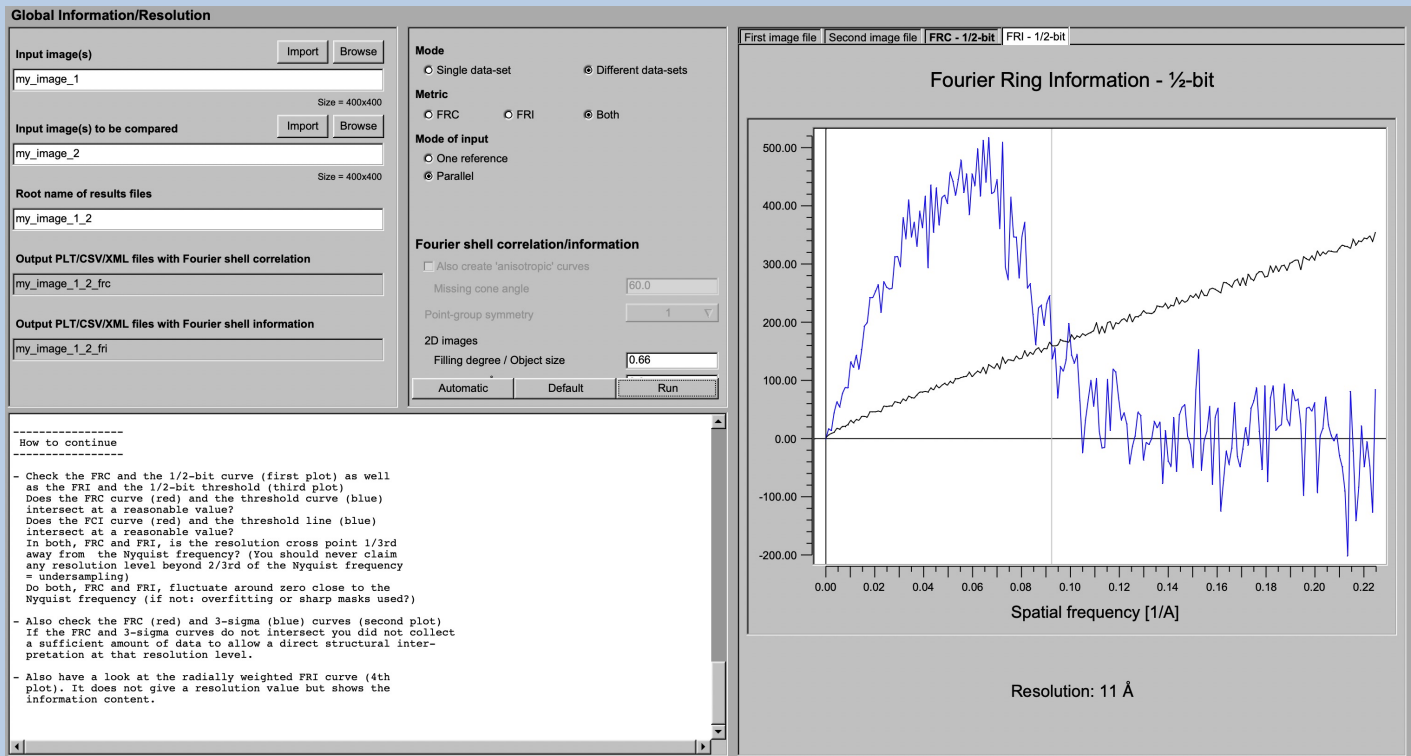 Global Information/Resolution
Input image(s)
Import
Browse
my_image_1
Size = 400x400
Input image(s) to be compared
Import
Browse
my_image_2
Size = 400x400
Root name of results files
my_image_1_2
Output PLT/CSV/XML files with Fourier shell correlation
my_image_1_2_frc
Output PLT/CSV/XML files with Fourier shell information
my_image_1_2_fri
Mode
Single data-set
Different data-sets
Metric
FRC
FRI
Both
Mode of input
One reference
Parallel
Fourier shell correlation/information
Also create 'anisotropic' curves
Missing cone angle
60.0
Point-group symmetry
1
2D images
Filling degree / Object size
0.66
Automatic
Default
Run
-----------------
How to continue
-----------------
- Check the FRC and the 1/2-bit curve (first plot) as well
as the FRI and the 1/2-bit threshold (third plot)
Does the FRC curve (red) and the threshold curve (blue)
intersect at a reasonable value?
Does the FCI curve (red) and the threshold line (blue)
intersect at a reasonable value?
In both, FRC and FRI, is the resolution cross point 1/3rd
away from  the Nyquist frequency? (You should never claim
any resolution level beyond 2/3rd of the Nyquist frequency
= undersampling)
Do both, FRC and FRI, fluctuate around zero close to the
Nyquist frequency (if not: overfitting or sharp masks used?)
- Also check the FRC (red) and 3-sigma (blue) curves (second plot)
If the FRC and 3-sigma curves do not intersect you did not collect
a sufficient amount of data to allow a direct structural inter-
pretation at that resolution level.
- Also have a look at the radially weighted FRI curve (4th
plot). It does not give a resolution value but shows the
information content.
First image file
Second image file
FRC - 1/2-bit
FRI - 1/2-bit
Fourier Ring Information - ½-bit
500.00
400.00
300.00
200.00
100.00
0.00
-100.00
-200.00
0.00 0.02 0.04 0.06 0.08 0.10 0.12 0.14 0.16 0.18 0.20 0.22
Spatial frequency [1/A]
Resolution: 11 Å